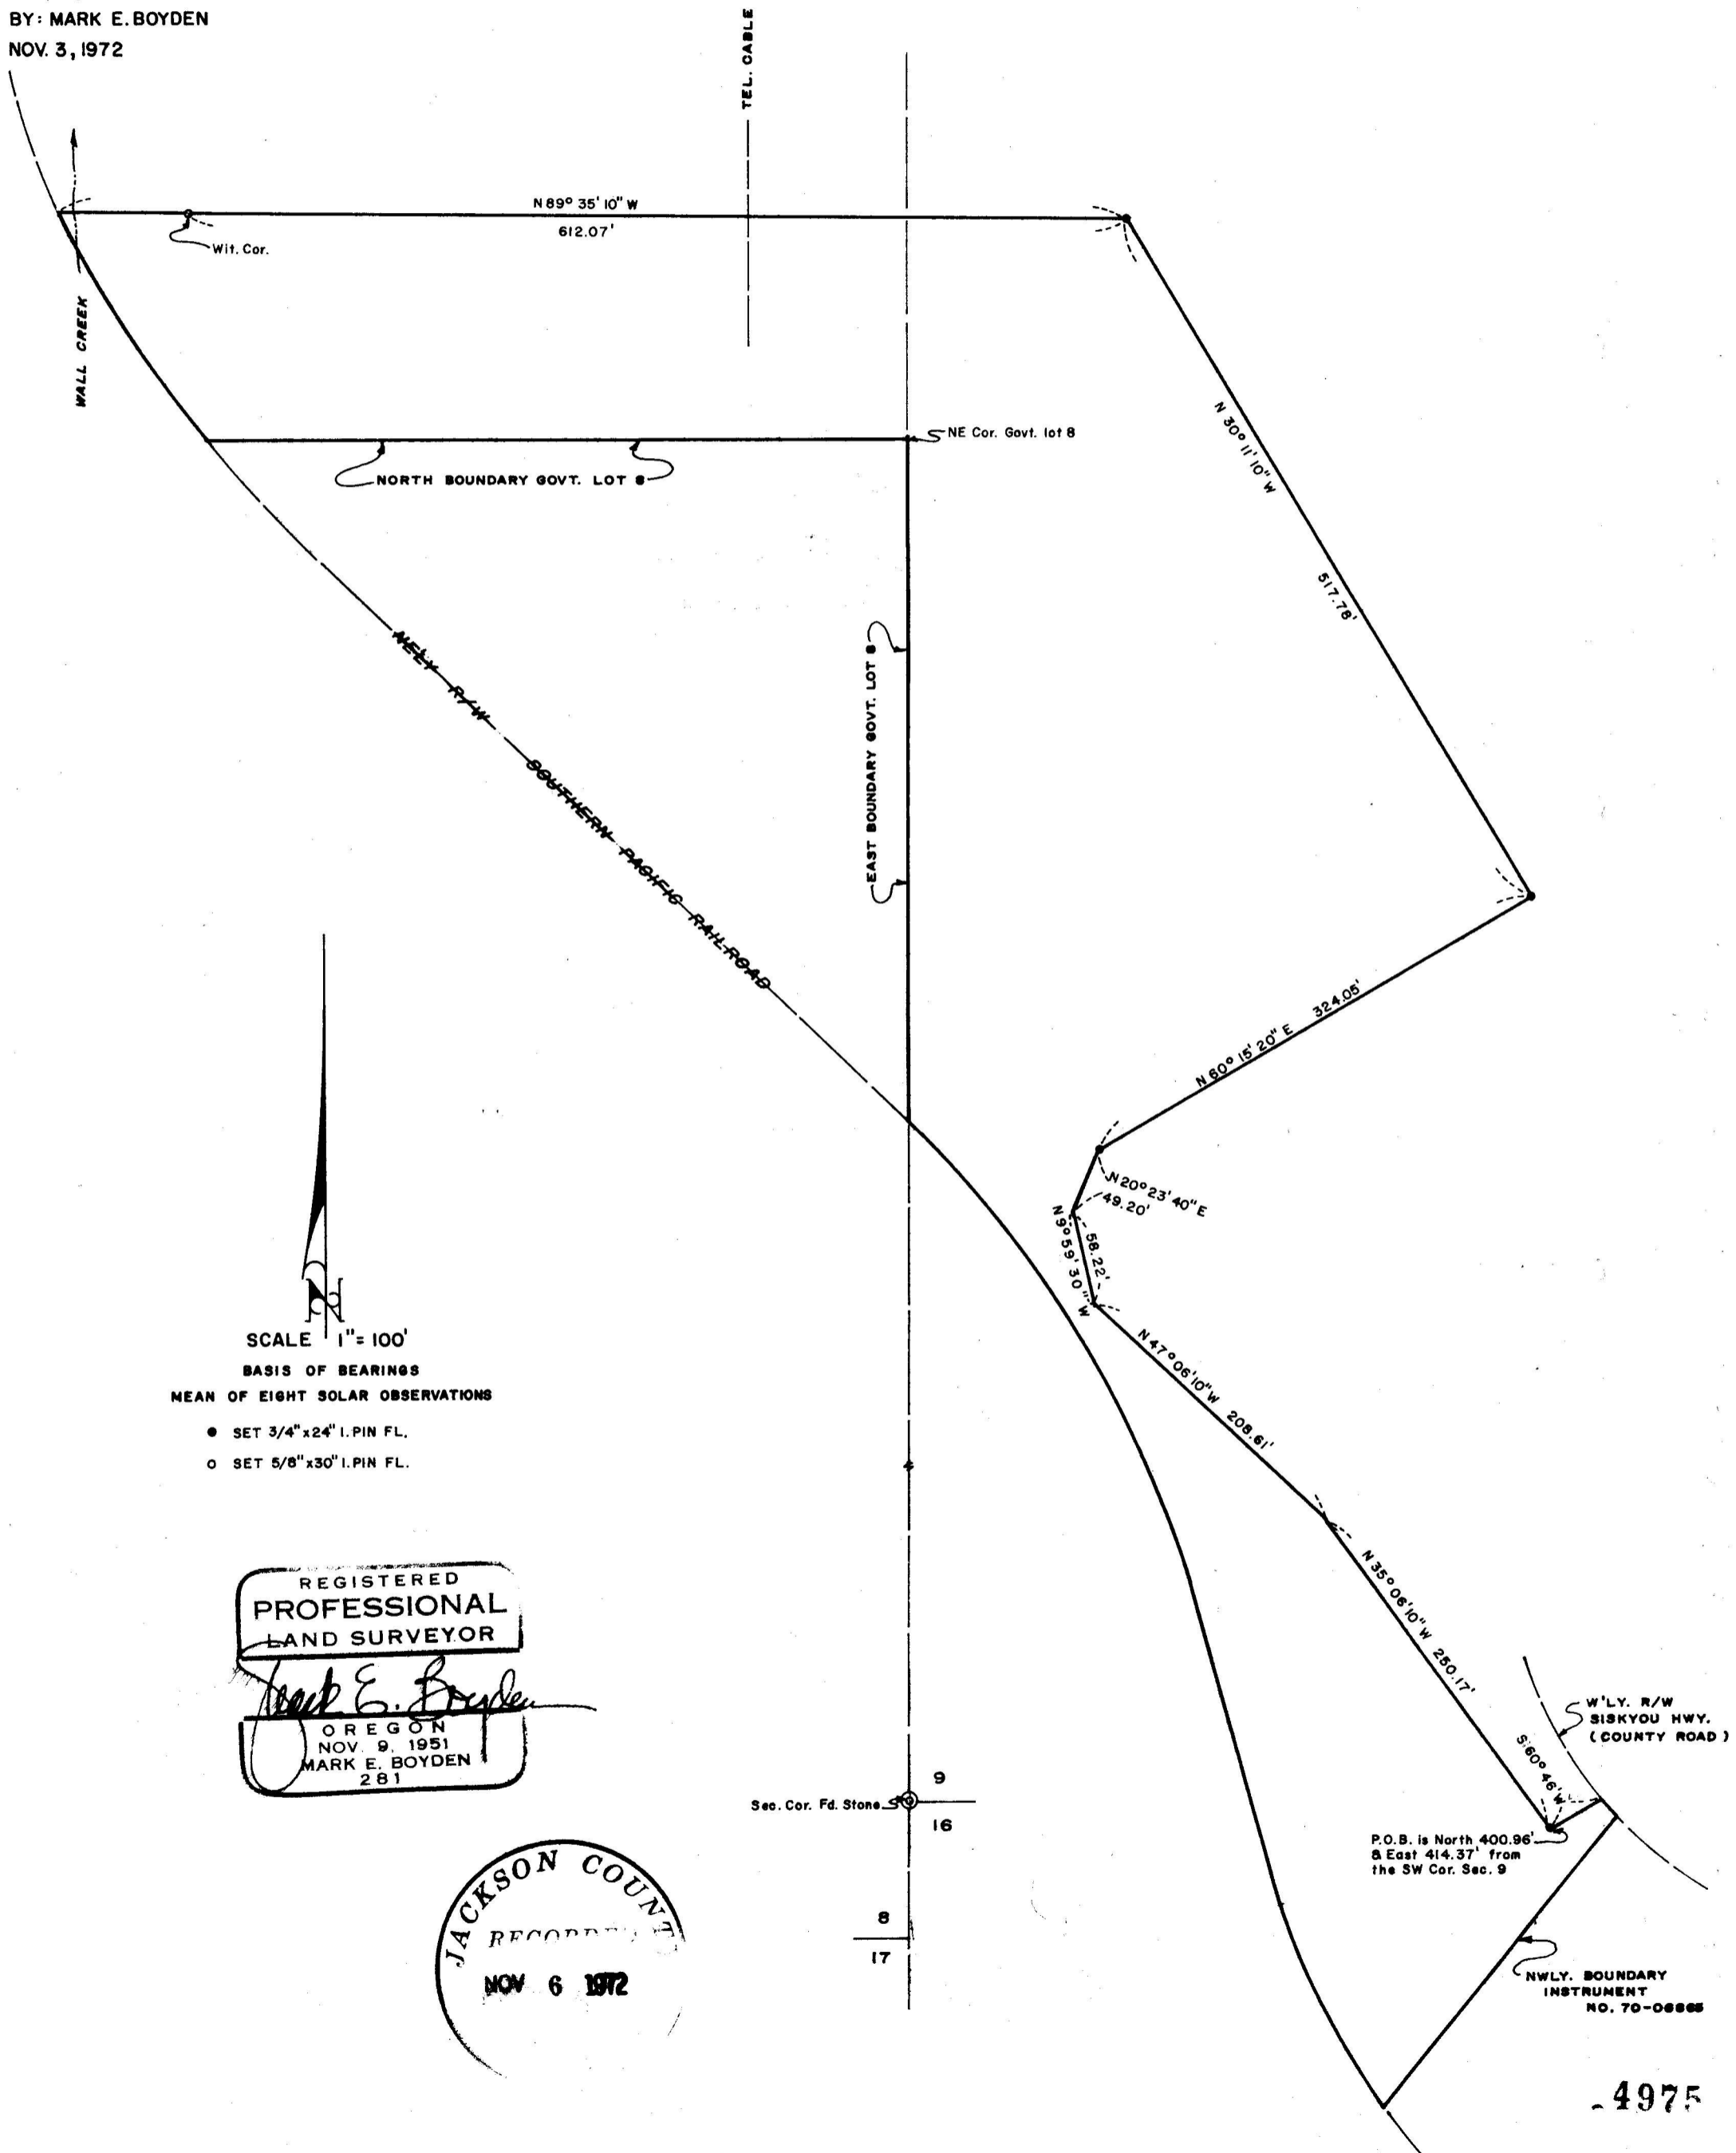 BY: MARK E. BOYDEN
NOV. 3, 1972
TEL. CABLE
N 89° 35' 10" W
612.07'
Wit. Cor.
WALL CREEK
NE Cor. Govt. lot 8
NORTH BOUNDARY GOVT. LOT 8
N 30° 11' 10" W
517.78'
EAST BOUNDARY GOVT. LOT 8
NELY R/W SOUTHERN PACIFIC RAILROAD
N 60° 15' 20" E 324.05'
N 20° 23' 40" E
49.20'
N 9° 59' 30" W
58.22'
N 47° 06' 10" W 208.61'
N
SCALE 1" = 100'
BASIS OF BEARINGS
MEAN OF EIGHT SOLAR OBSERVATIONS
SET 3/4" x 24" I. PIN FL.
SET 5/8" x 30" I. PIN FL.
N 35° 06' 10" W 250.17'
REGISTERED
PROFESSIONAL
LAND SURVEYOR
Mark E. Boyden
OREGON
NOV. 9, 1951
MARK E. BOYDEN
281
W'LY. R/W
SISKYOU HWY.
(COUNTY ROAD)
S 60° 46' W
Sec. Cor. Fd. Stone
9
16
P.O.B. is North 400.96'
& East 414.37' from
the SW Cor. Sec. 9
8
17
JACKSON COUNT
RECORDE
NOV 6 1972
NWLY. BOUNDARY
INSTRUMENT
4975